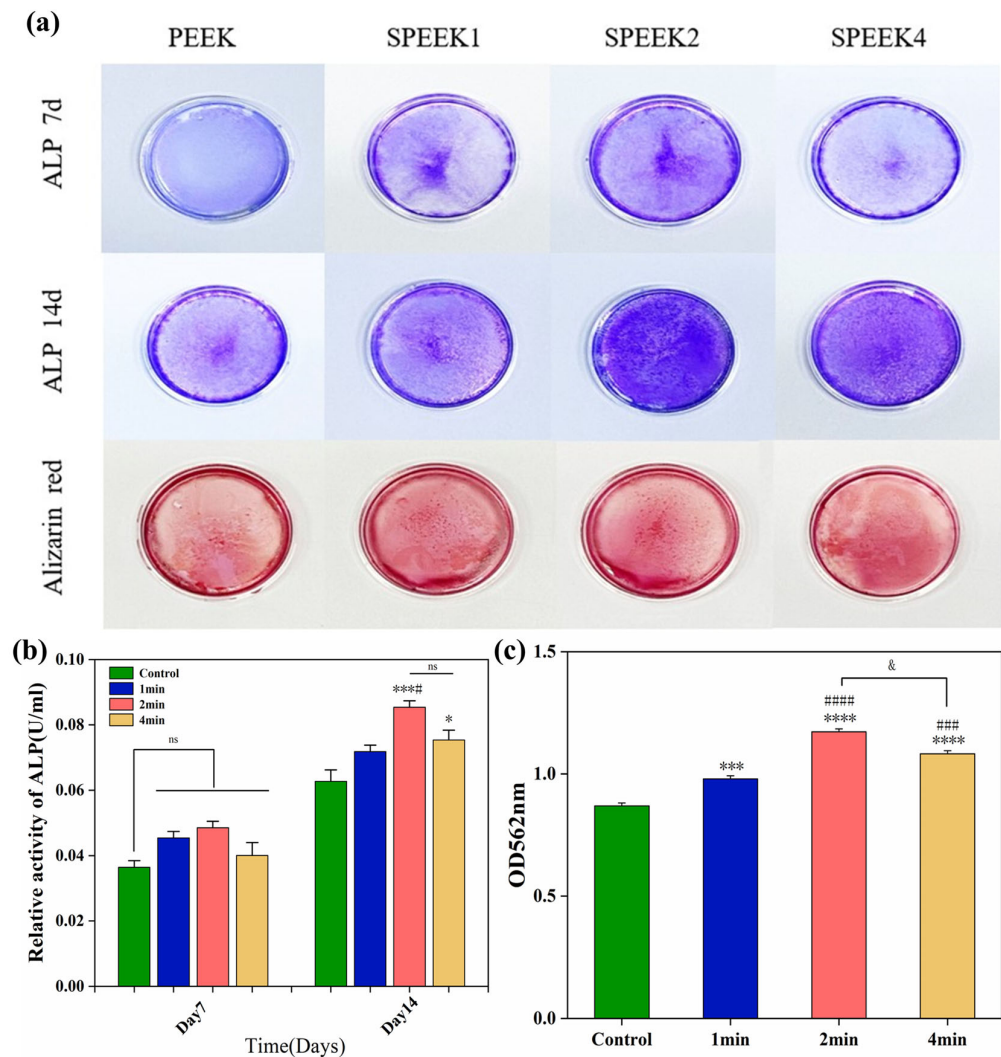 (a)
PEEK SPEEK1 SPEEK2 SPEEK4
ALP 7d
ALP 14d
Alizarin red
(b)
Relative activity of ALP(U/ml)
0.10
0.08
0.06
0.04
0.02
0.00
Control
1min
2min
4min
ns
ns
***#
*
Day7 Day14
Time(Days)
(c)
OD562nm
1.5
1.0
0.5
0.0
&
***
####
****
###
****
Control 1min 2min 4min